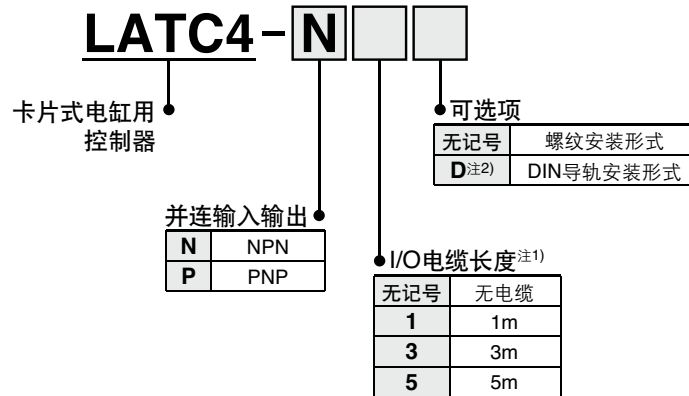 LATC4-N
卡片式电缸用
控制器
可选项
无记号 螺纹安装形式
D注2) DIN导轨安装形式
并连输入输出
N NPN
P PNP
I/O电缆长度注1)
无记号 无电缆
1 1m
3 3m
5 5m